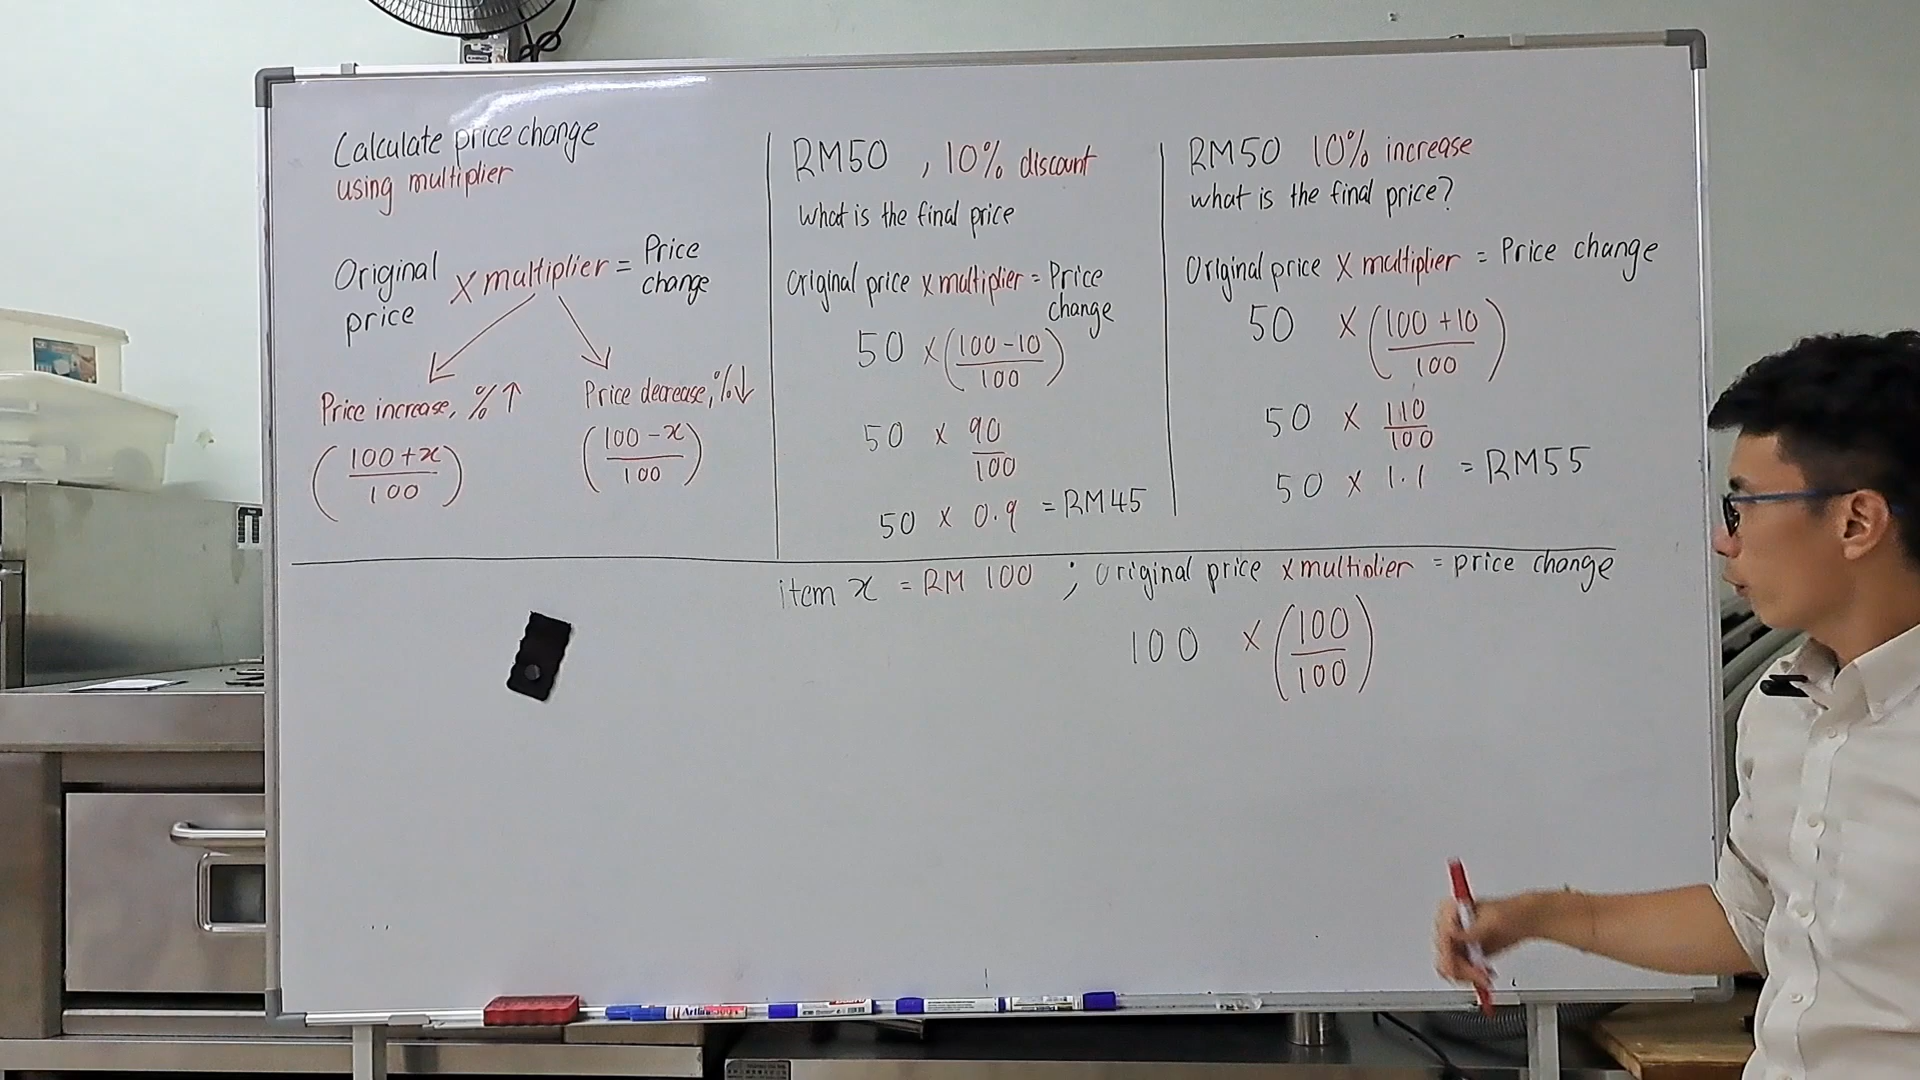 Calculate price change
using multiplier
Original price × multiplier = Price change
Price increase, % ↑
(100 + x / 100)
Price decrease, % ↓
(100 - x / 100)
RM50 , 10% discount
What is the final price
Original price × multiplier = Price change
50 × (100 - 10 / 100)
50 × 90/100
50 × 0.9 = RM45
RM50 10% increase
what is the final price?
Original price × multiplier = Price change
50 × (100 + 10 / 100)
50 × 110/100
50 × 1.1 = RM55
item x = RM 100 ; original price × multiplier = price change
100 × (100/100)
Artline